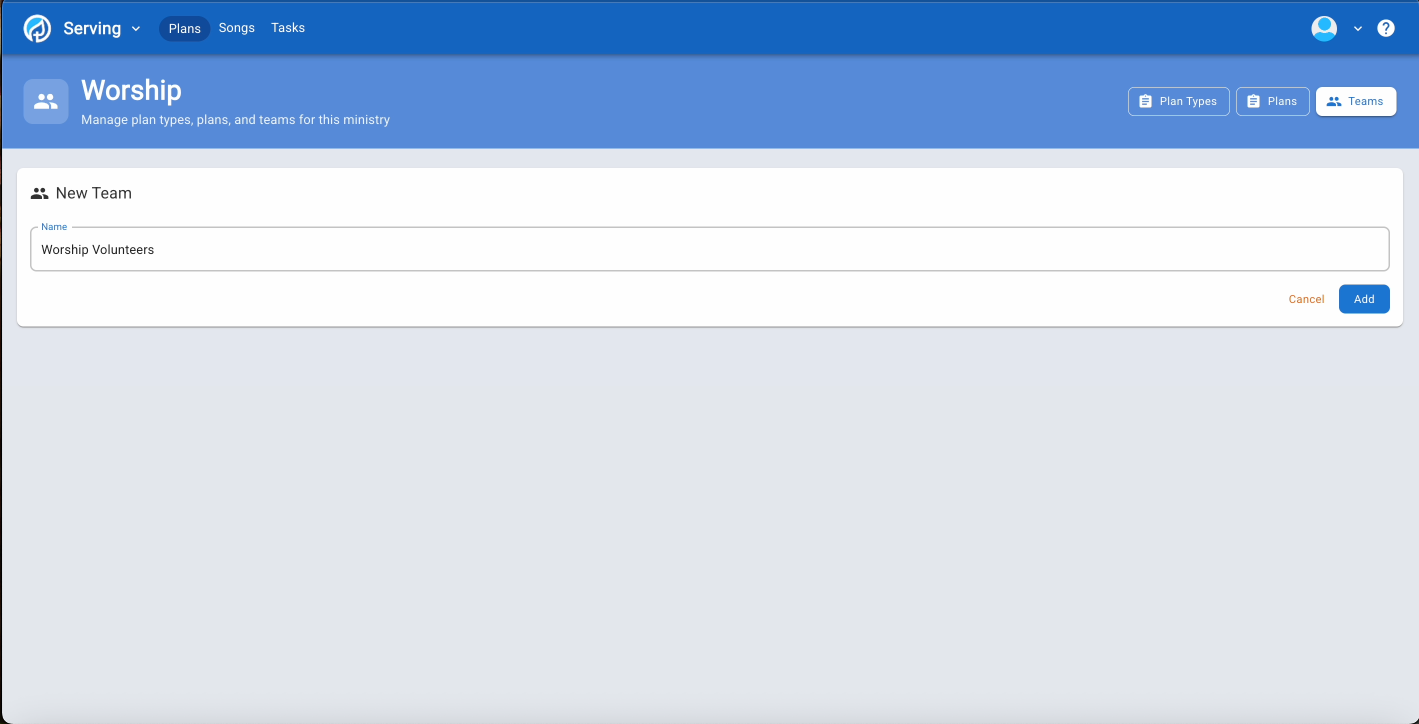 Serving Plans Songs Tasks ?
Worship
Manage plan types, plans, and teams for this ministry
Plan Types Plans Teams
New Team
Name
Worship Volunteers
Cancel Add